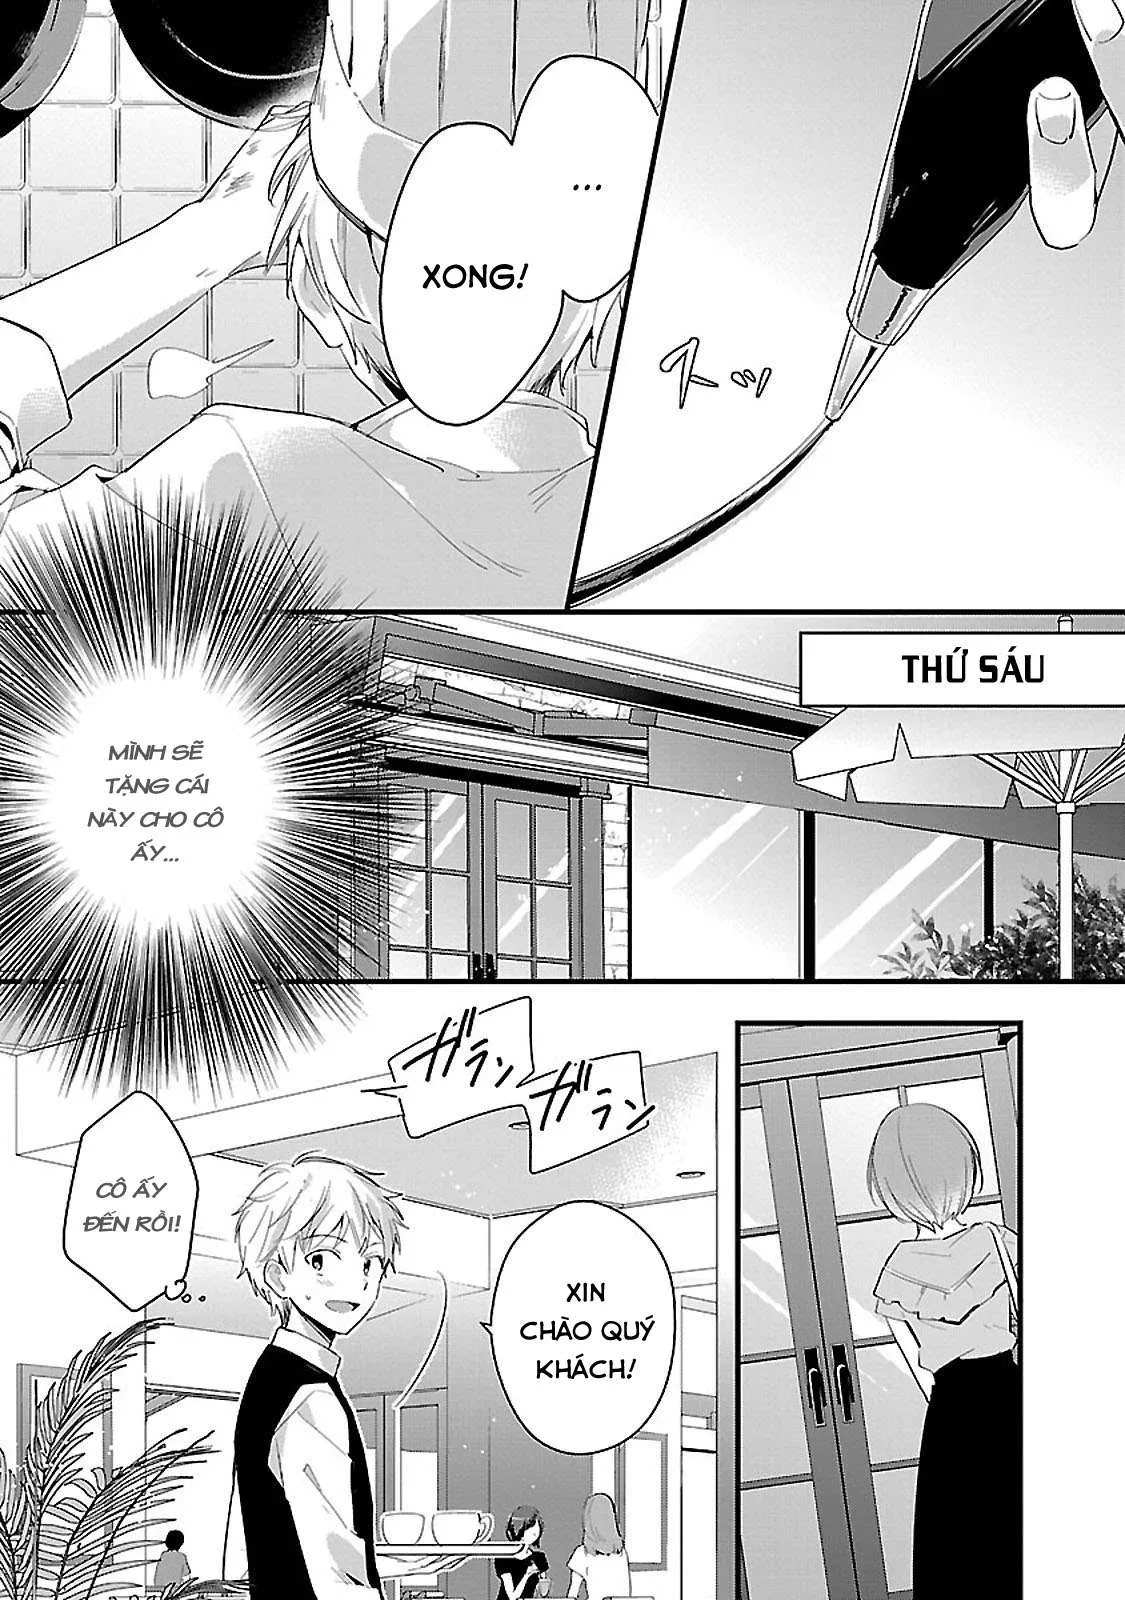 スッ
...
XONG!
THỨ SÁU
MÌNH SẼ
TẶNG CÁI
NÀY CHO CÔ
ẤY...
ガラン
ガラン
XIN
CHÀO QUÝ
KHÁCH!
CÔ ẤY
ĐẾN RỒI!